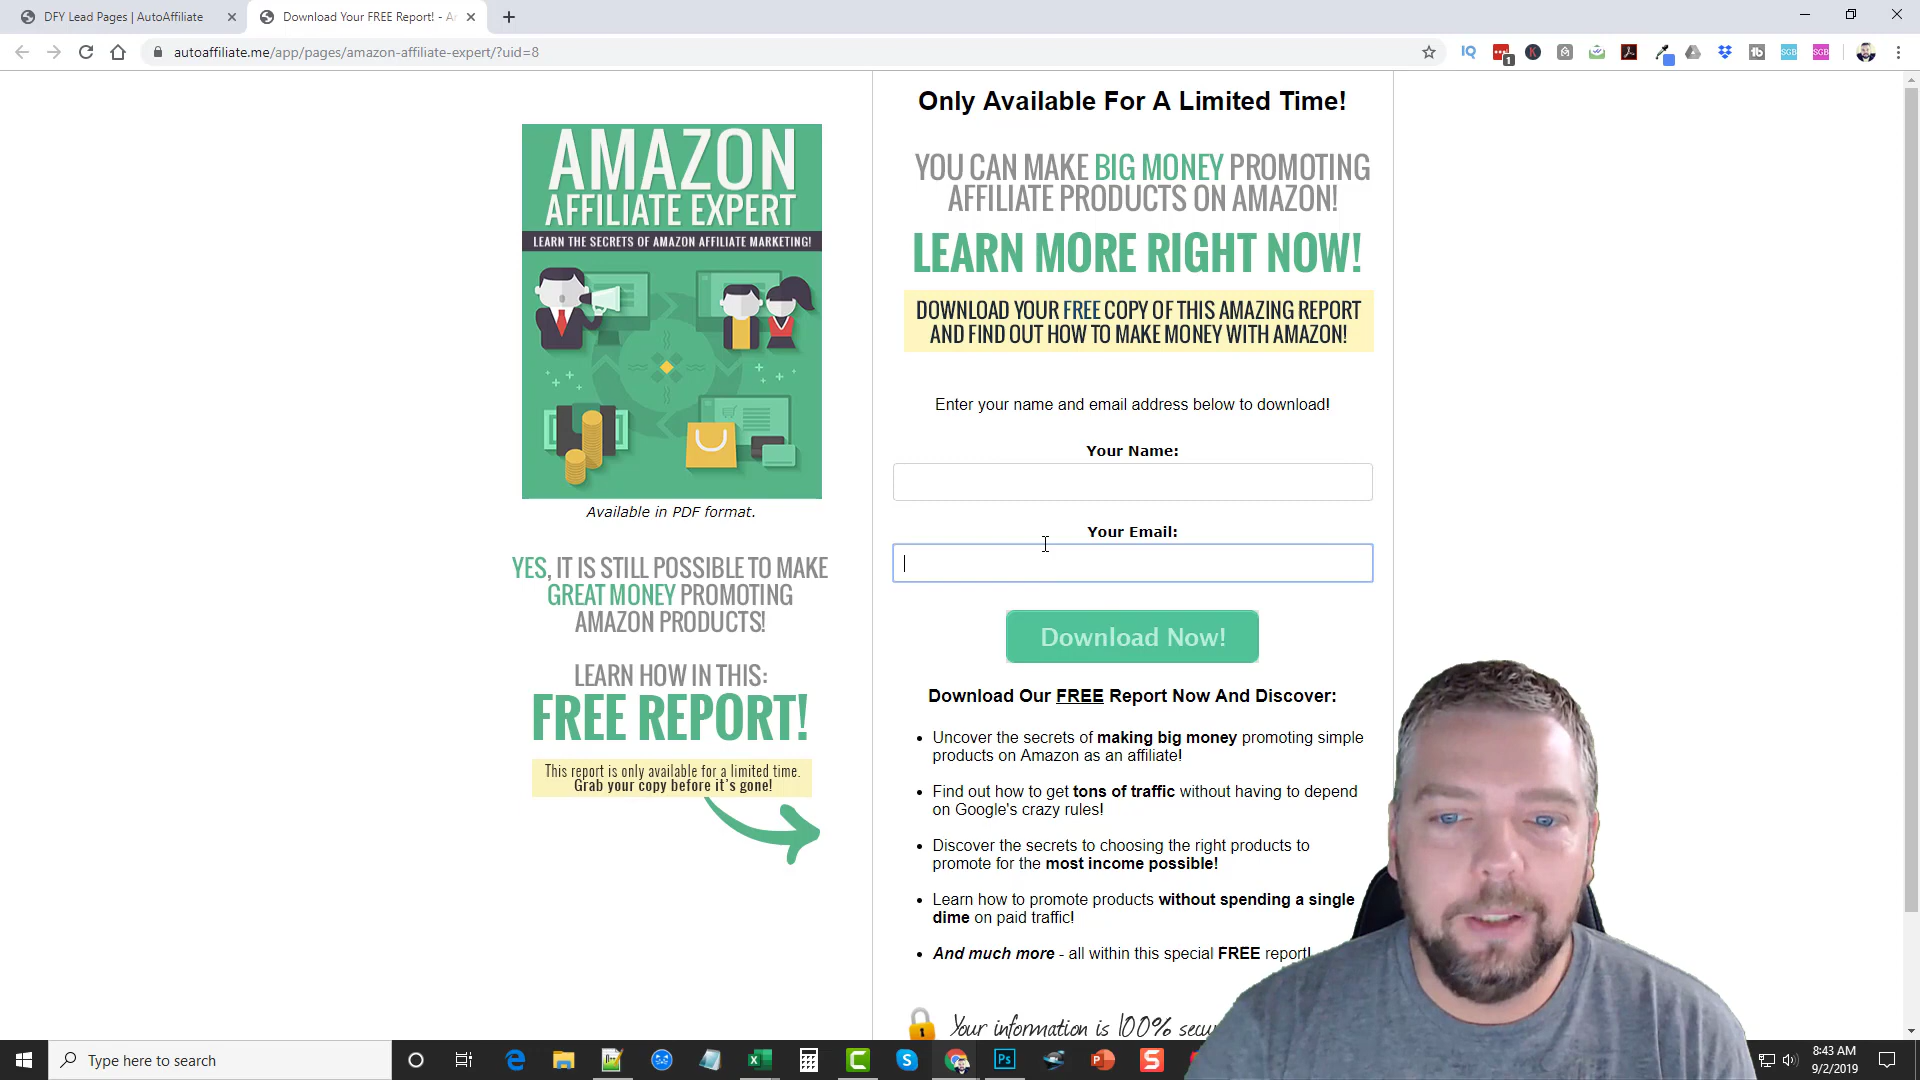 DFY Lead Pages | AutoAffiliate
Download Your FREE Report! - A
autoaffiliate.me/app/pages/amazon-affiliate-expert/?uid=8
AMAZON
AFFILIATE EXPERT
LEARN THE SECRETS OF AMAZON AFFILIATE MARKETING!
Available in PDF format.
YES, IT IS STILL POSSIBLE TO MAKE
GREAT MONEY PROMOTING
AMAZON PRODUCTS!
LEARN HOW IN THIS:
FREE REPORT!
This report is only available for a limited time.
Grab your copy before it's gone!
Only Available For A Limited Time!
YOU CAN MAKE BIG MONEY PROMOTING
AFFILIATE PRODUCTS ON AMAZON!
LEARN MORE RIGHT NOW!
DOWNLOAD YOUR FREE COPY OF THIS AMAZING REPORT
AND FIND OUT HOW TO MAKE MONEY WITH AMAZON!
Enter your name and email address below to download!
Your Name:
Your Email:
Download Now!
Download Our FREE Report Now And Discover:
• Uncover the secrets of making big money promoting simple
products on Amazon as an affiliate!
• Find out how to get tons of traffic without having to depend
on Google's crazy rules!
• Discover the secrets to choosing the right products to
promote for the most income possible!
• Learn how to promote products without spending a single
dime on paid traffic!
• And much more - all within this special FREE report!
Your information is 100%
Type here to search
8:43 AM
9/2/2019